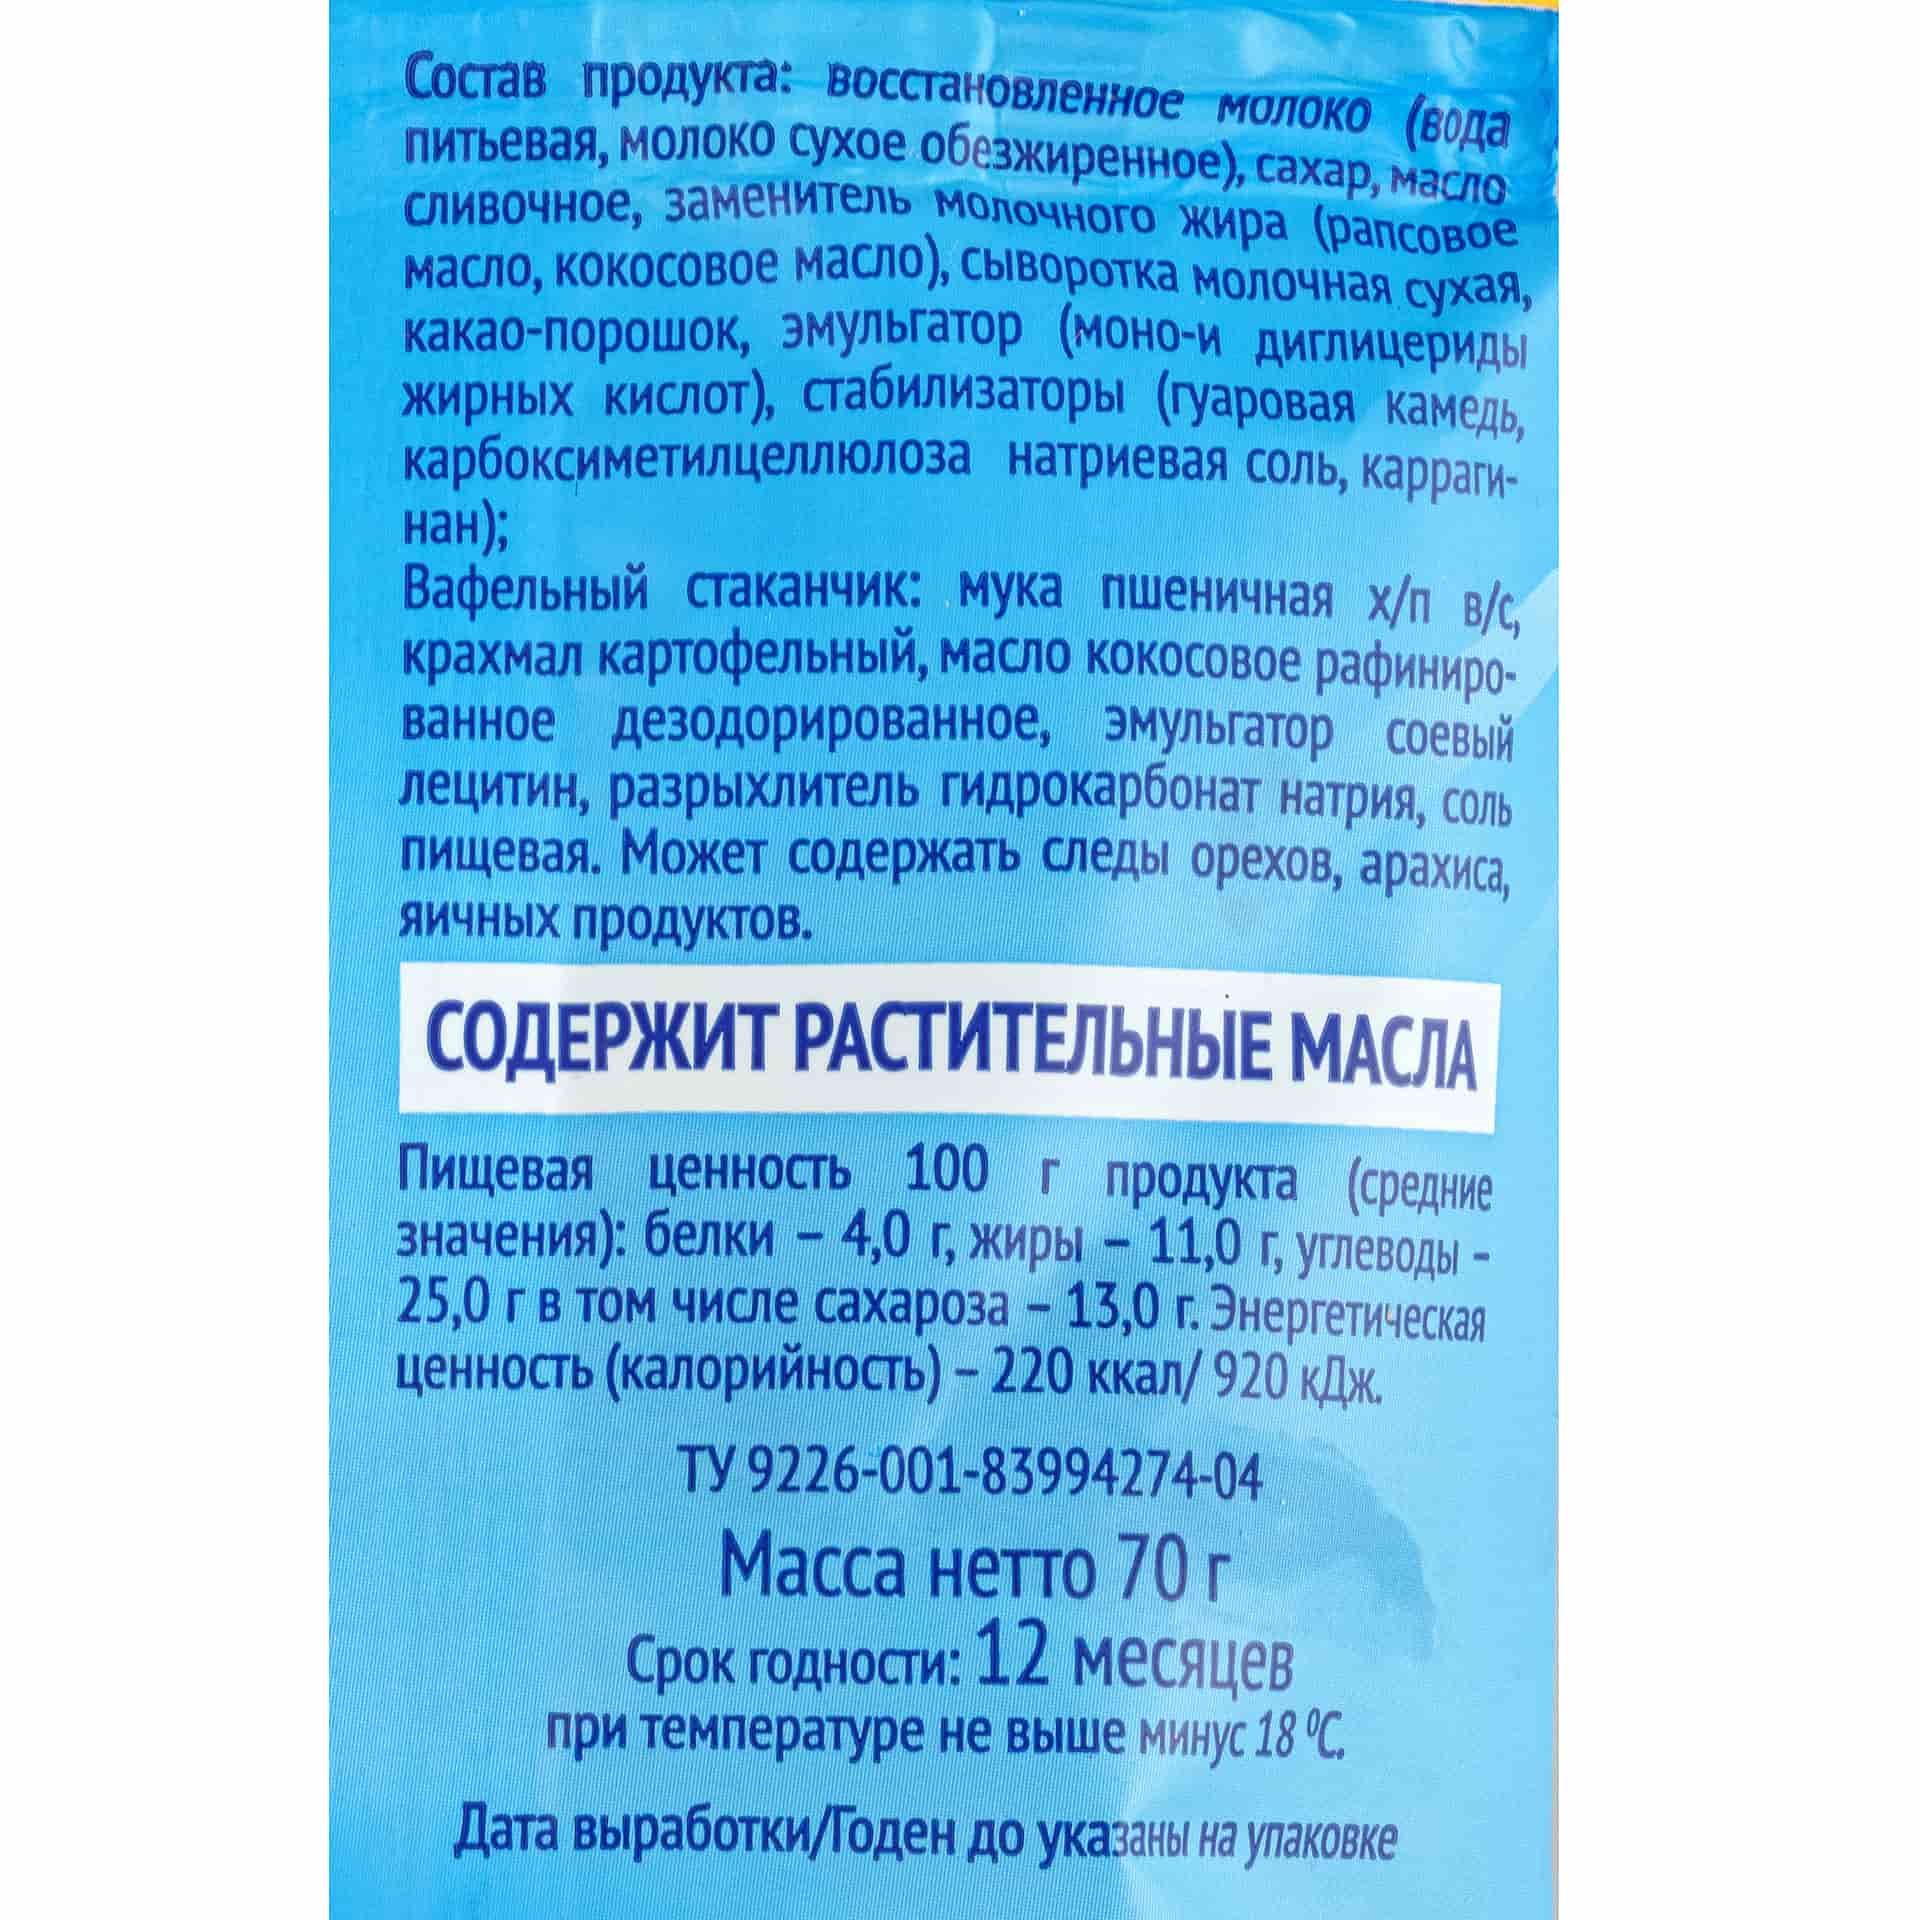 Состав продукта: восстановленное молоко (вода
питьевая, молоко сухое обезжиренное), сахар, масло
сливочное, заменитель молочного жира (рапсовое
масло, кокосовое масло), сыворотка молочная сухая,
какао-порошок, эмульгатор (моно-и диглицериды
жирных кислот), стабилизаторы (гуаровая камедь,
карбоксиметилцеллюлоза натриевая соль, карраги-
нан);
Вафельный стаканчик: мука пшеничная х/п в/с,
крахмал картофельный, масло кокосовое рафиниро-
ванное дезодорированное, эмульгатор соевый
лецитин, разрыхлитель гидрокарбонат натрия, соль
пищевая. Может содержать следы орехов, арахиса,
яичных продуктов.
СОДЕРЖИТ РАСТИТЕЛЬНЫЕ МАСЛА
Пищевая ценность 100 г продукта (средние
значения): белки – 4,0 г, жиры – 11,0 г, углеводы –
25,0 г в том числе сахароза – 13,0 г. Энергетическая
ценность (калорийность) – 220 ккал/ 920 кДж.
ТУ 9226-001-83994274-04
Масса нетто 70 г
Срок годности: 12 месяцев
при температуре не выше минус 18 ⁰С.
Дата выработки/Годен до указаны на упаковке